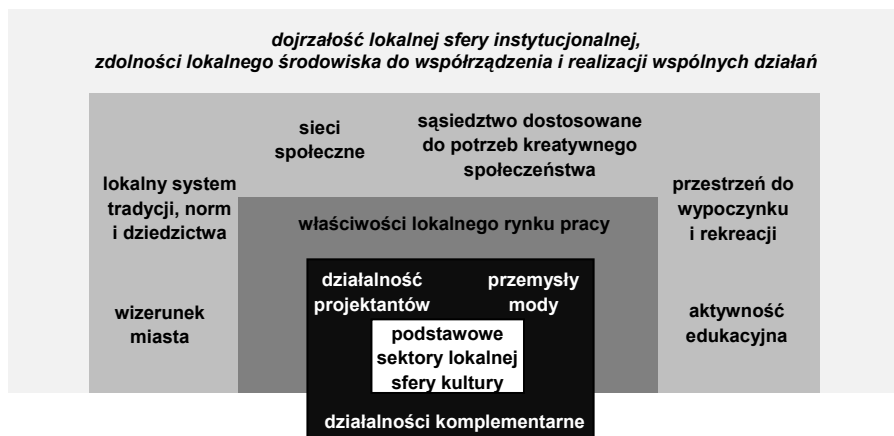 dojrzałość lokalnej sfery instytucjonalnej,
zdolności lokalnego środowiska do współrządzenia i realizacji wspólnych działań
sieci
społeczne
sąsiedztwo dostosowane
do potrzeb kreatywnego
społeczeństwa
lokalny system
tradycji, norm
i dziedzictwa
przestrzeń do
wypoczynku
i rekreacji
właściwości lokalnego rynku pracy
działalność
projektantów
przemysły
mody
wizerunek
miasta
aktywność
edukacyjna
podstawowe
sektory lokalnej
sfery kultury
działalności komplementarne